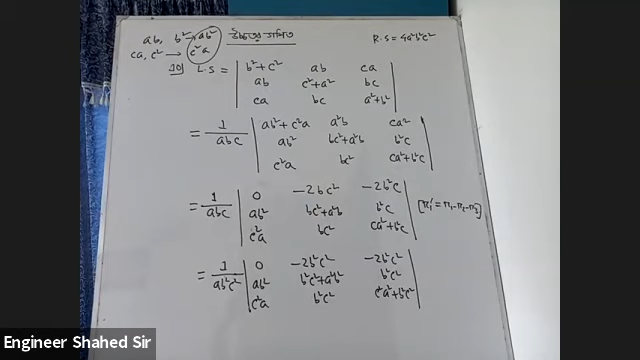 ab, b² → ab² উচ্চতর গণিত R.S = 4a²b²c²
ca, c² → c²a
10) L.S = | b²+c² ab ca |
| ab c²+a² bc |
| ca bc a²+b² |
= 1/abc | ab²+c²a a²b ca² |
| ab² bc²+a²b b²c |
| c²a bc² ca²+b²c |
= 1/abc | 0 −2bc² −2b²c |
| ab² bc²+a²b b²c | [r₁′ = r₁−r₂−r₃]
| c²a bc² ca²+b²c |
= 1/ab²c² | 0 −2b²c² −2b²c² |
| ab² b²c²+a²b² b²c² |
| c²a b²c² c²a²+b²c² |
Engineer Shahed Sir